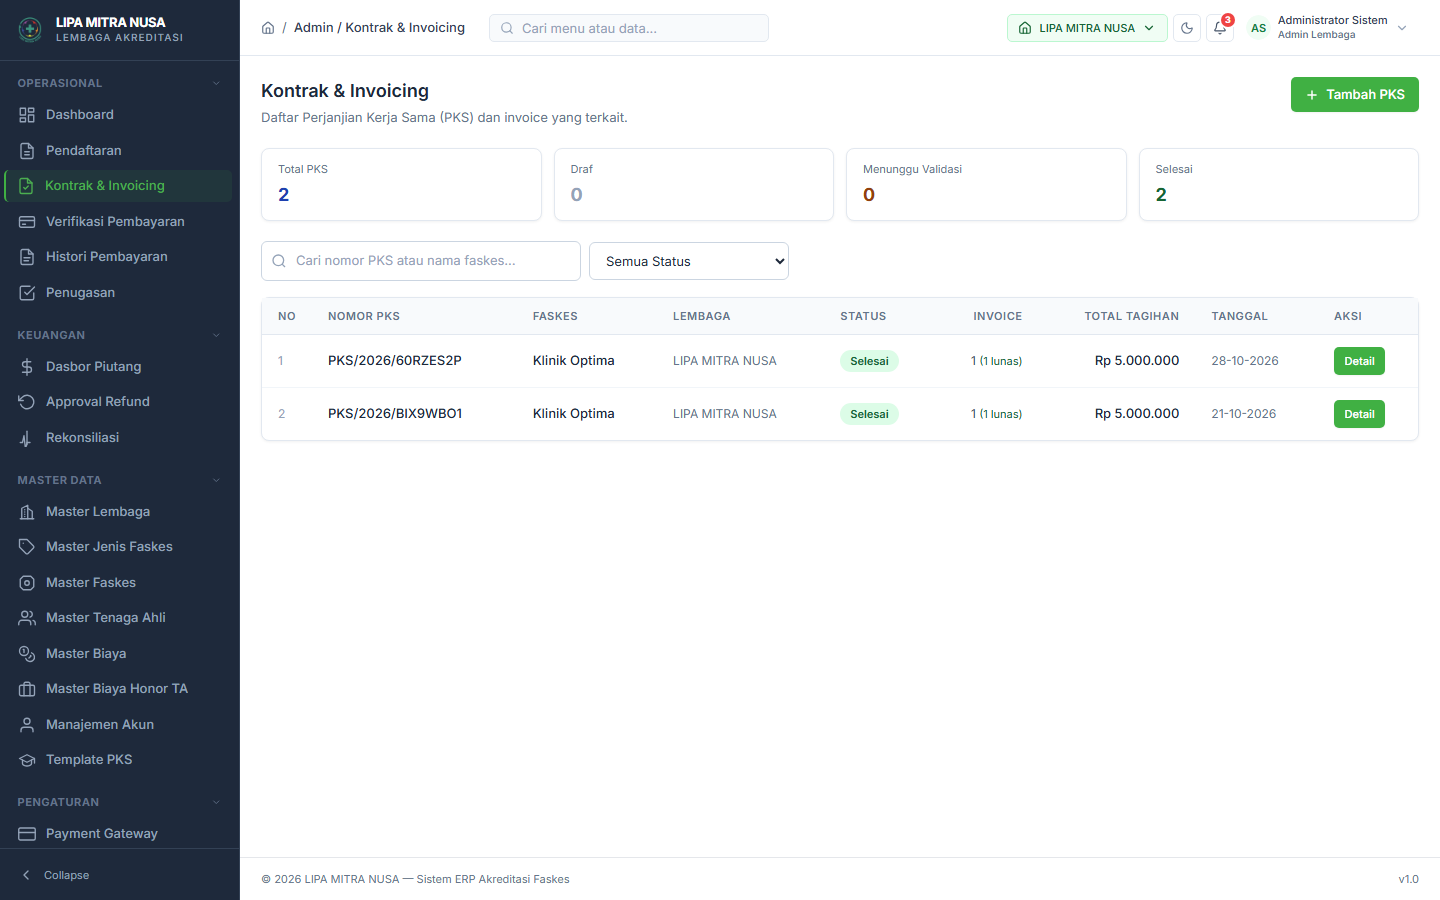 LIPA MITRA NUSA
LEMBAGA AKREDITASI
OPERASIONAL
Dashboard
Pendaftaran
Kontrak & Invoicing
Verifikasi Pembayaran
Histori Pembayaran
Penugasan
KEUANGAN
Dasbor Piutang
Approval Refund
Rekonsiliasi
MASTER DATA
Master Lembaga
Master Jenis Faskes
Master Faskes
Master Tenaga Ahli
Master Biaya
Master Biaya Honor TA
Manajemen Akun
Template PKS
PENGATURAN
Payment Gateway
Collapse
/ Admin / Kontrak & Invoicing
Cari menu atau data...
LIPA MITRA NUSA
3
AS
Administrator Sistem
Admin Lembaga
Kontrak & Invoicing
Daftar Perjanjian Kerja Sama (PKS) dan invoice yang terkait.
+ Tambah PKS
Total PKS
2
Draf
0
Menunggu Validasi
0
Selesai
2
Cari nomor PKS atau nama faskes...
Semua Status
NO NOMOR PKS FASKES LEMBAGA STATUS INVOICE TOTAL TAGIHAN TANGGAL AKSI
1 PKS/2026/60RZES2P Klinik Optima LIPA MITRA NUSA Selesai 1 (1 lunas) Rp 5.000.000 28-10-2026 Detail
2 PKS/2026/BIX9WBO1 Klinik Optima LIPA MITRA NUSA Selesai 1 (1 lunas) Rp 5.000.000 21-10-2026 Detail
© 2026 LIPA MITRA NUSA — Sistem ERP Akreditasi Faskes
v1.0